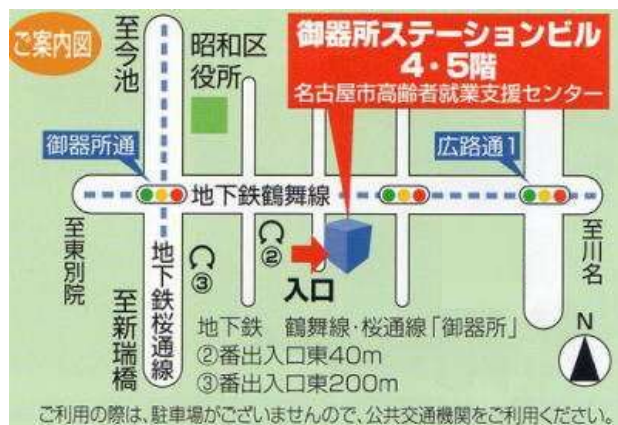 ご案内図
至今池
昭和区
役所
御器所ステーションビル
4・5階
名古屋市高齢者就業支援センター
御器所通
広路通1
地下鉄鶴舞線
至東別院
至新瑞橋
地下鉄桜通線
③
②
入口
至川名
N
地下鉄 鶴舞線・桜通線「御器所」
②番出入口東40m
③番出入口東200m
ご利用の際は、駐車場がございませんので、公共交通機関をご利用ください。